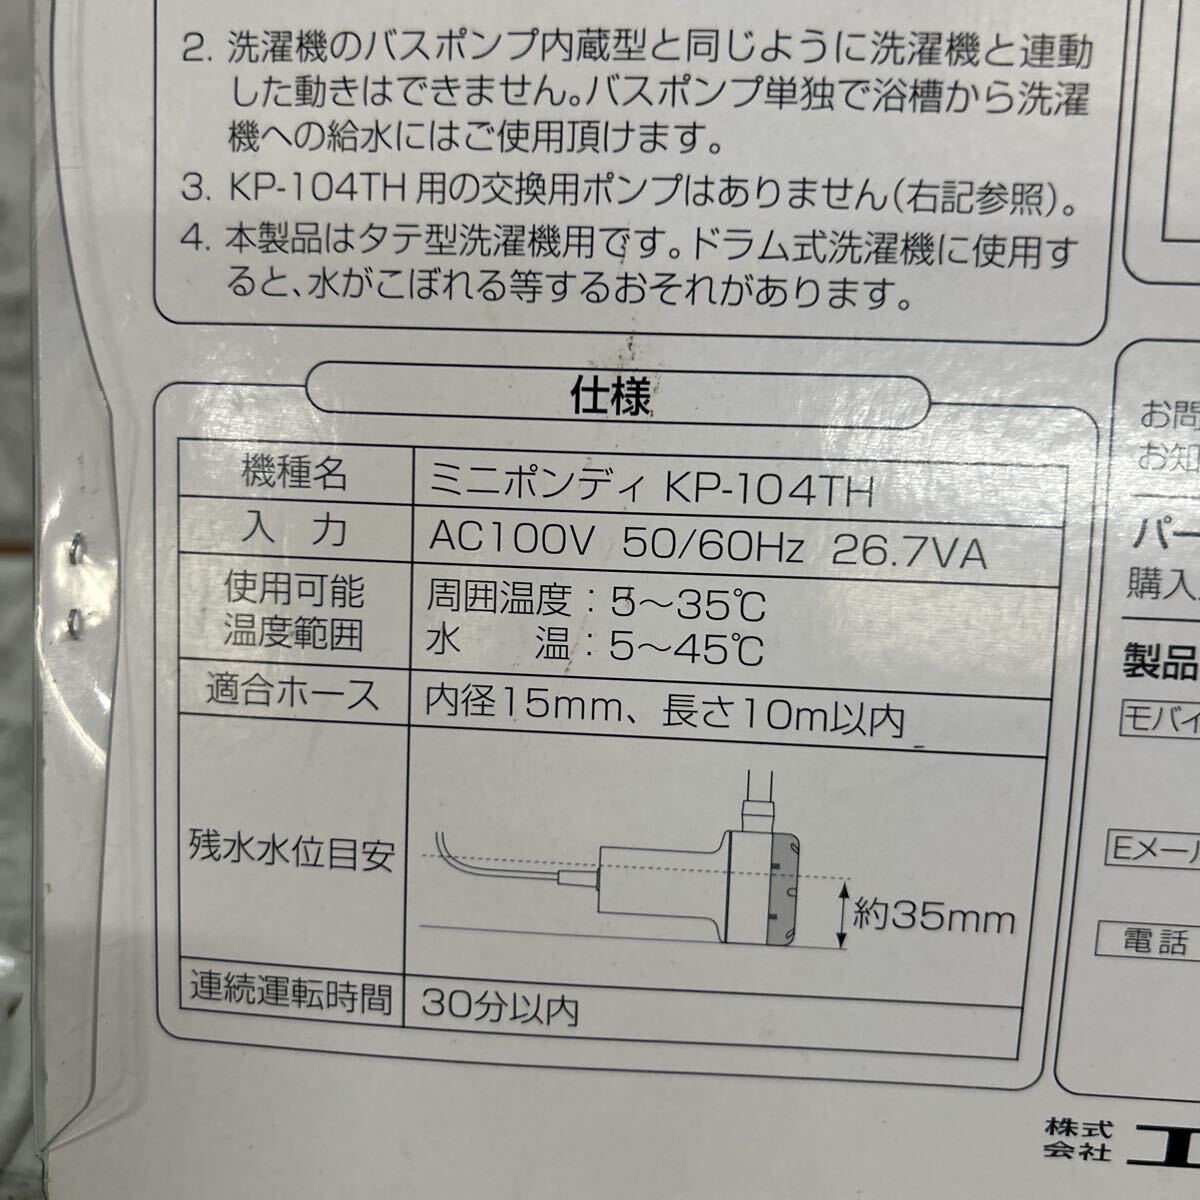 2. 洗濯機のバスポンプ内蔵型と同じように洗濯機と連動
した動きはできません。バスポンプ単独で浴槽から洗濯
機への給水にはご使用頂けます。
3. KP-104TH 用の交換用ポンプはありません(右記参照)。
4. 本製品はタテ型洗濯機用です。ドラム式洗濯機に使用す
ると、水がこぼれる等するおそれがあります。
仕様
機種名 ミニポンディ KP-104TH
入 力 AC100V 50/60Hz 26.7VA
使用可能 周囲温度:5〜35℃
温度範囲 水 温:5〜45℃
適合ホース 内径15mm、長さ10m以内
残水水位目安 約35mm
連続運転時間 30分以内
お問
お知
パー
購入
製品
モバイ
Eメール
電話
株式
会社